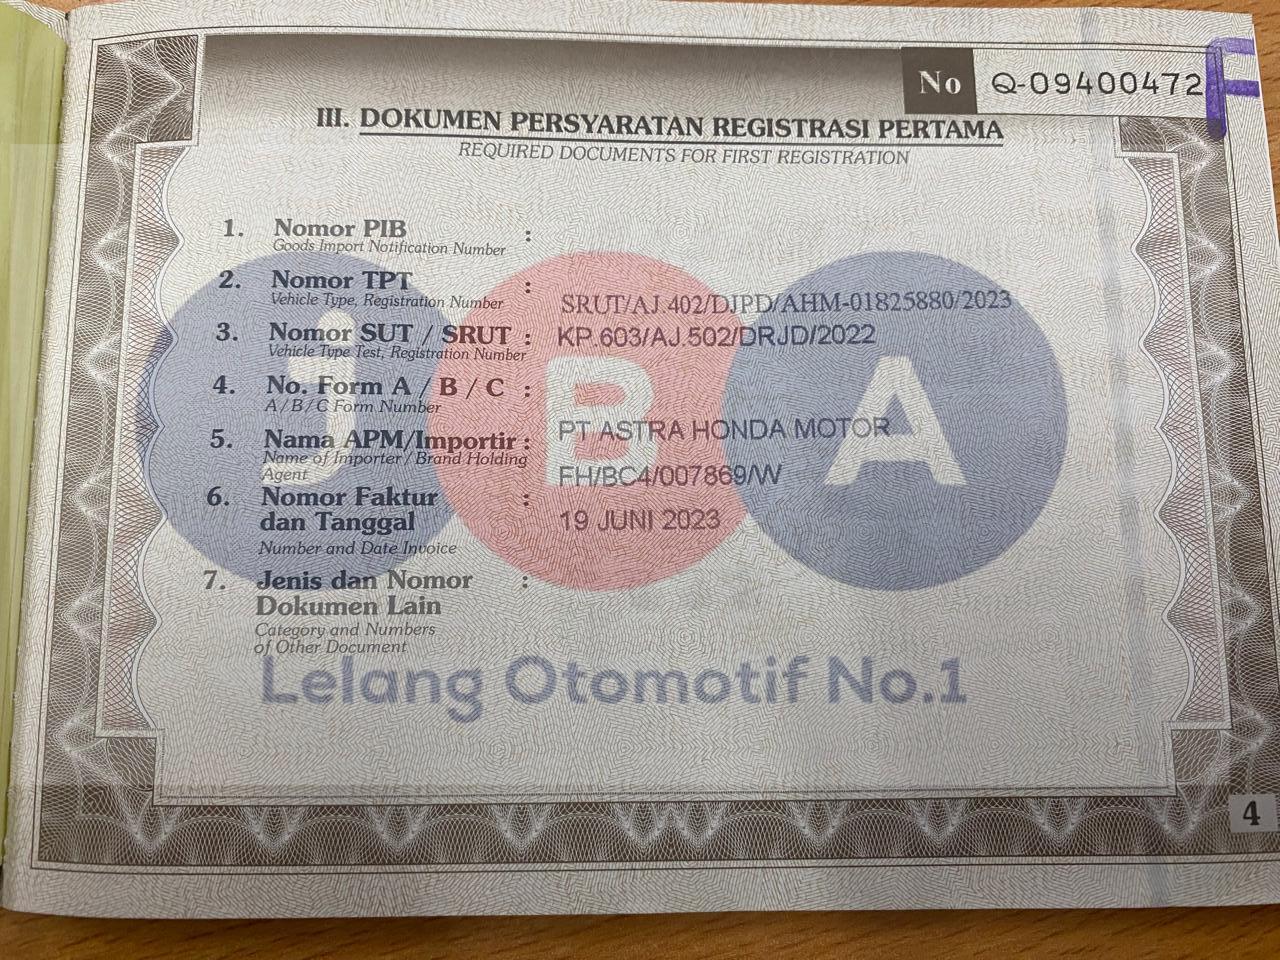 No Q-09400472
III. DOKUMEN PERSYARATAN REGISTRASI PERTAMA
REQUIRED DOCUMENTS FOR FIRST REGISTRATION
1. Nomor PIB :
Goods Import Notification Number
2. Nomor TPT :
Vehicle Type, Registration Number
SRUT/AJ.402/DJPD/AHM-01825880/2023
3. Nomor SUT / SRUT : KP.603/AJ.502/DRJD/2022
Vehicle Type Test, Registration Number
4. No. Form A / B / C :
A / B / C Form Number
PT ASTRA HONDA MOTOR
5. Nama APM/Importir :
Name of Importer / Brand Holding
Agent
FH/BC4/007869/W
6. Nomor Faktur :
dan Tanggal 19 JUNI 2023
Number and Date Invoice
7. Jenis dan Nomor :
Dokumen Lain
Category and Numbers
of Other Document
JBA
Lelang Otomotif No.1
4